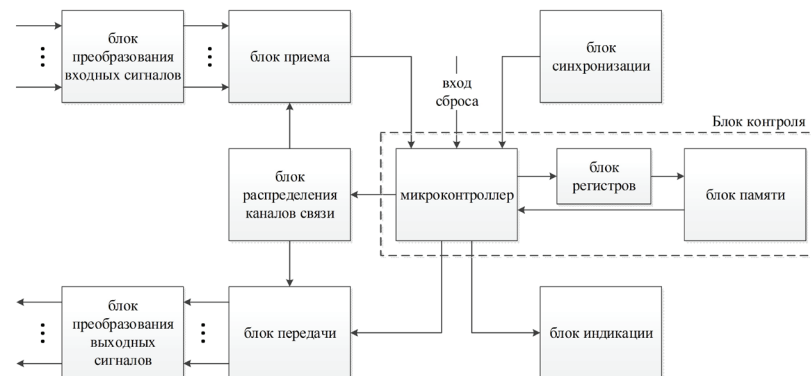 блок
преобразования
входных сигналов
блок приема
вход
сброса
блок
синхронизации
Блок контроля
блок
распределения
каналов связи
микроконтроллер
блок
регистров
блок памяти
блок
преобразования
выходных
сигналов
блок передачи
блок индикации